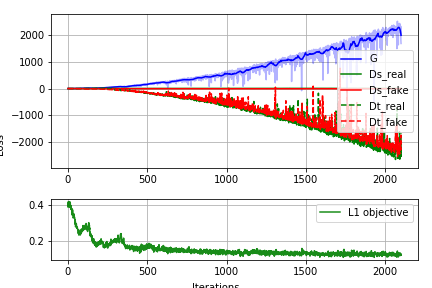 2000
1000
0
−1000
−2000
Loss
0
500
1000
1500
2000
G
Ds_real
Ds_fake
Dt_real
Dt_fake
0.4
0.2
0
500
1000
1500
2000
L1 objective
Iterations